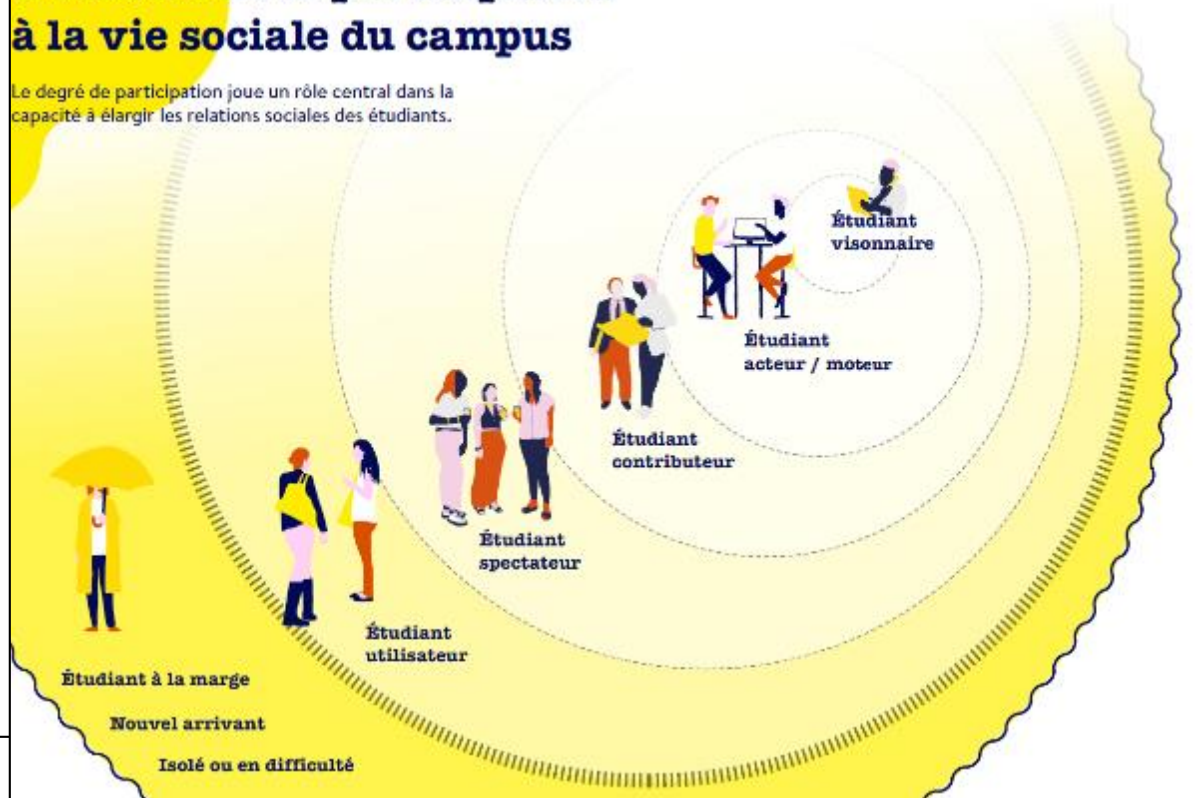 à la vie sociale du campus
Le degré de participation joue un rôle central dans la
capacité à élargir les relations sociales des étudiants.
Étudiant
visonnaire
Étudiant
acteur / moteur
Étudiant
contributeur
Étudiant
spectateur
Étudiant
utilisateur
Étudiant à la marge
Nouvel arrivant
Isolé ou en difficulté